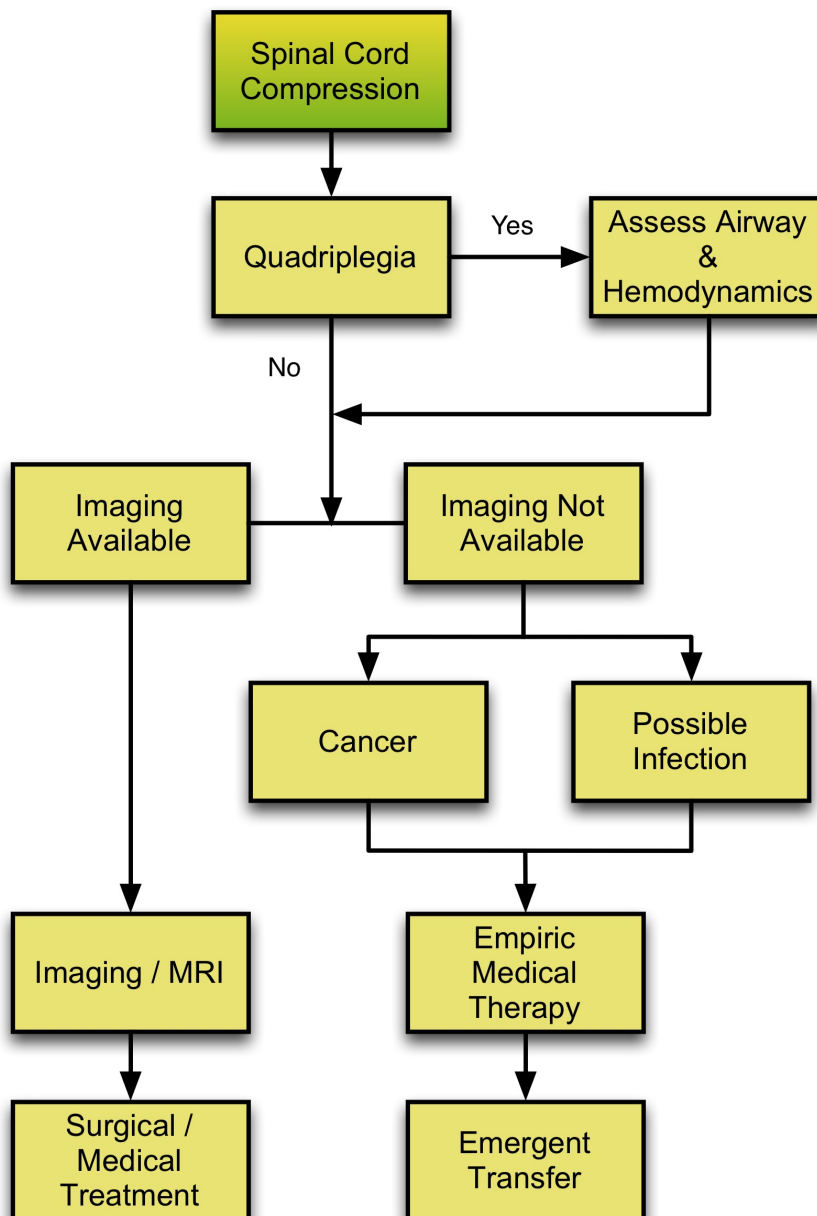 Spinal Cord
Compression
Quadriplegia
Yes
Assess Airway
&
Hemodynamics
No
Imaging
Available
Imaging Not
Available
Cancer
Possible
Infection
Imaging / MRI
Empiric
Medical
Therapy
Surgical /
Medical
Treatment
Emergent
Transfer